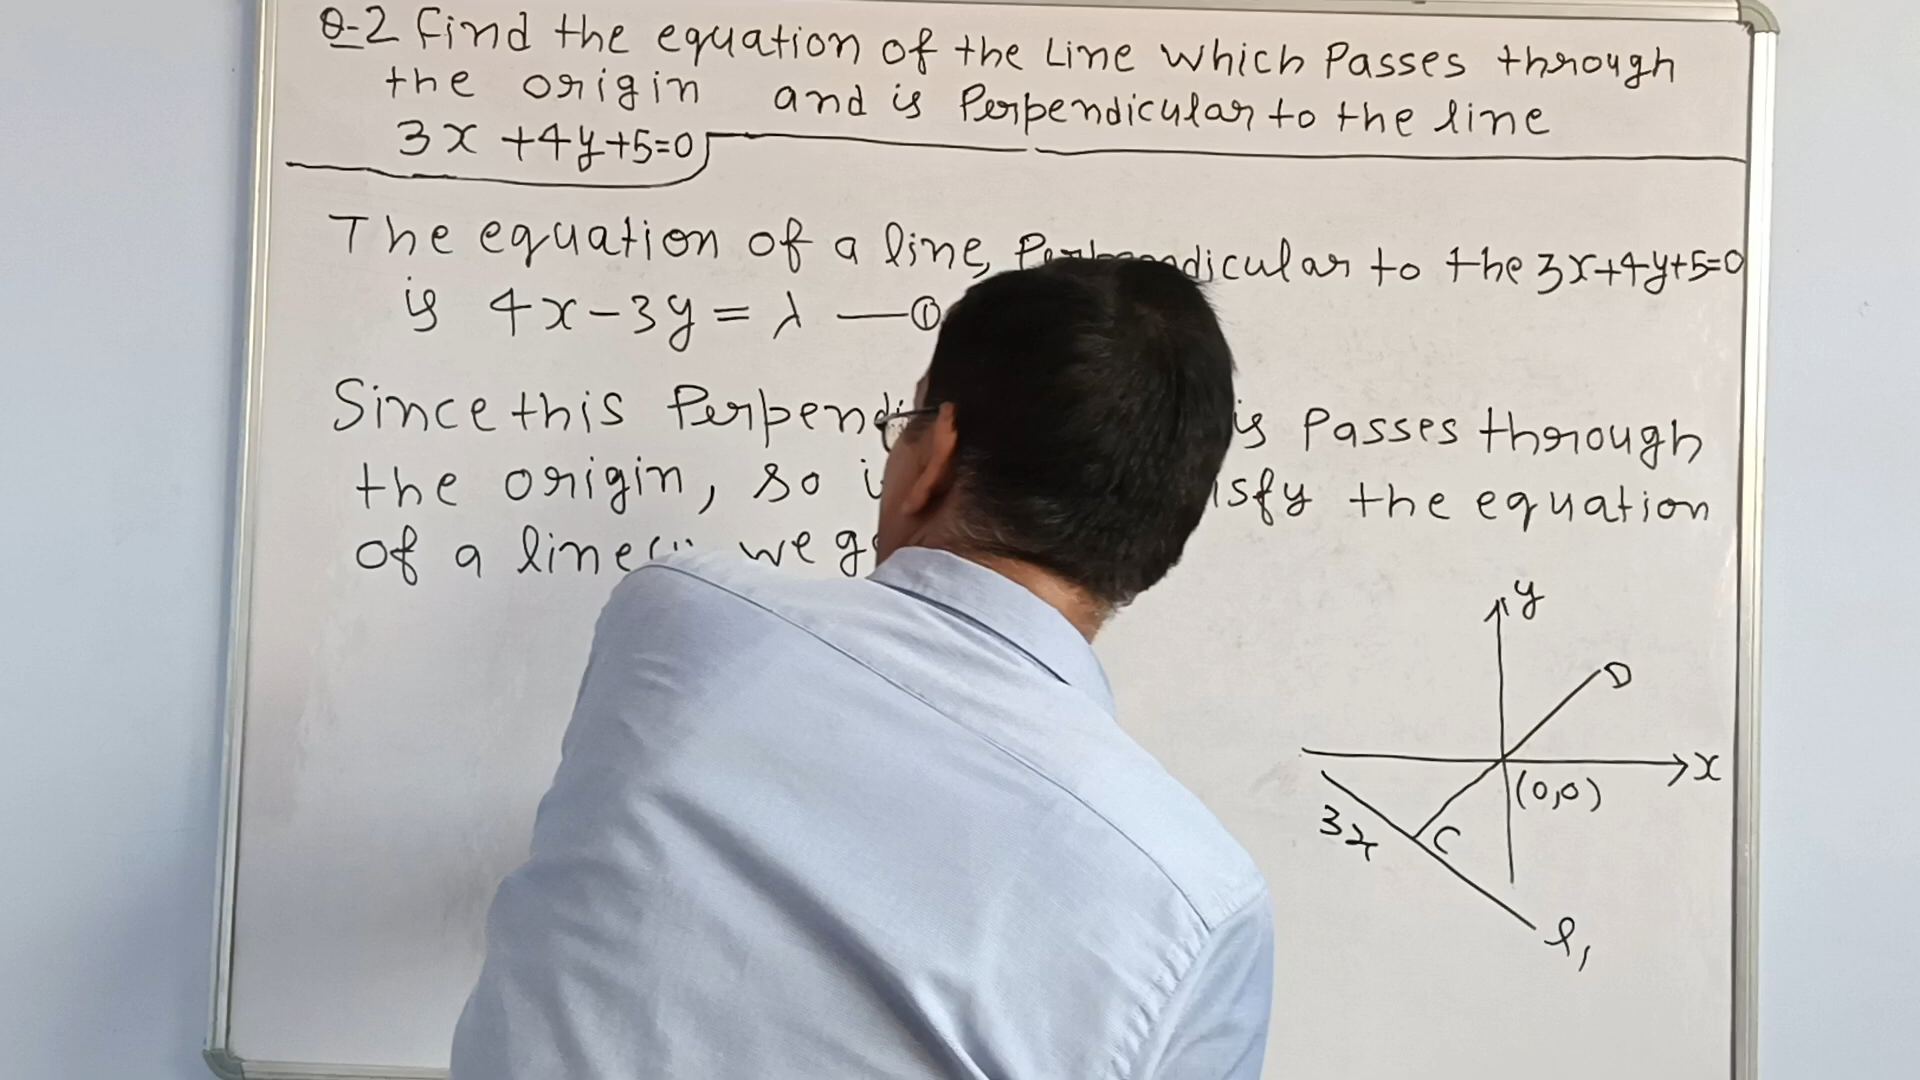 Q-2 Find the equation of the Line which Passes through
the origin and is Perpendicular to the line
3x +4y+5=0
The equation of a line, Perpendicular to the 3x+4y+5=0
is 4x-3y = λ —①
Since this is Passes through
the origin, so the equation
of a line we
y
D
x
(0,0)
C
3x
l₁